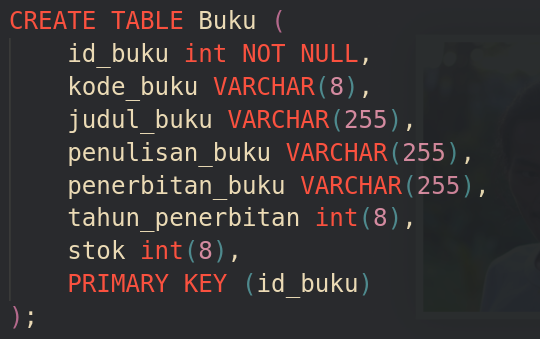 CREATE TABLE Buku (
    id_buku int NOT NULL,
    kode_buku VARCHAR(8),
    judul_buku VARCHAR(255),
    penulisan_buku VARCHAR(255),
    penerbitan_buku VARCHAR(255),
    tahun_penerbitan int(8),
    stok int(8),
    PRIMARY KEY (id_buku)
);